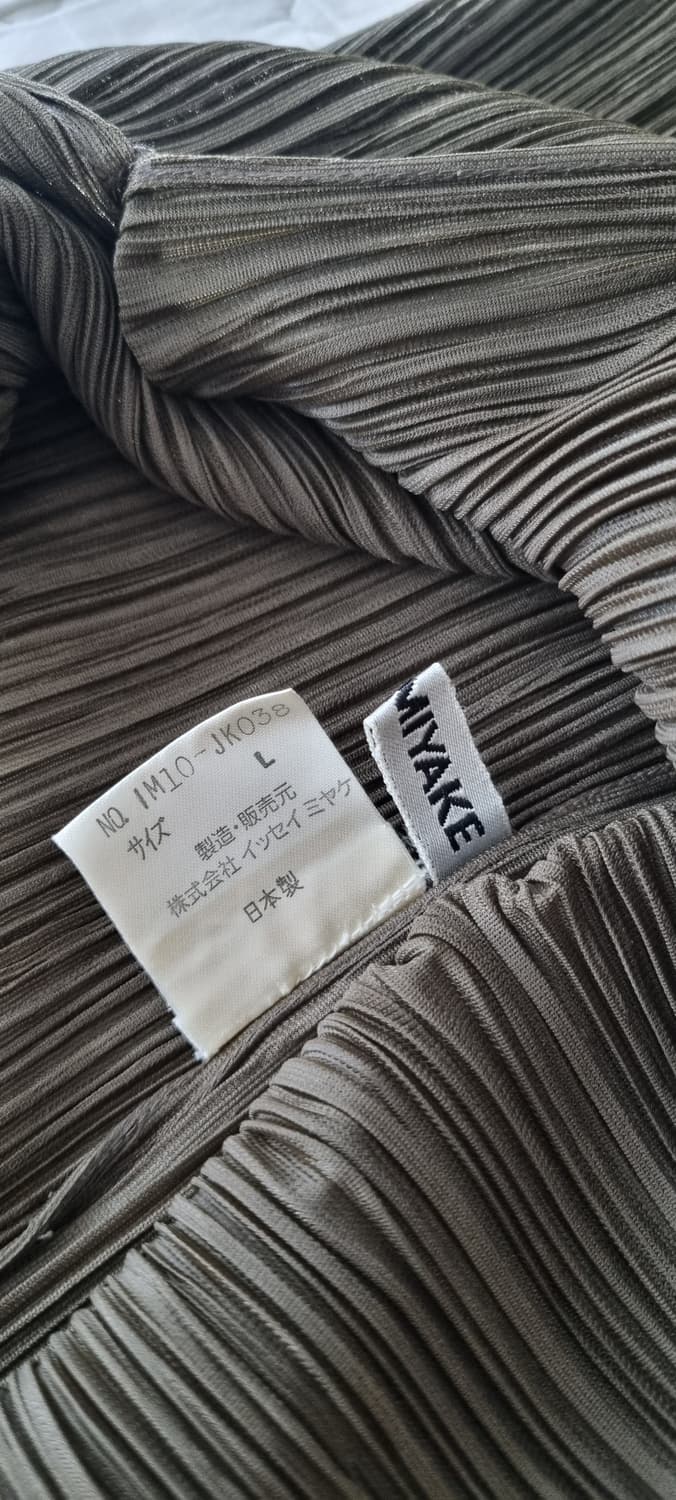 NO. IM10-JK038
サイズ L
製造・販売元
株式会社 イッセイ ミヤケ
日本製
MIYAKE